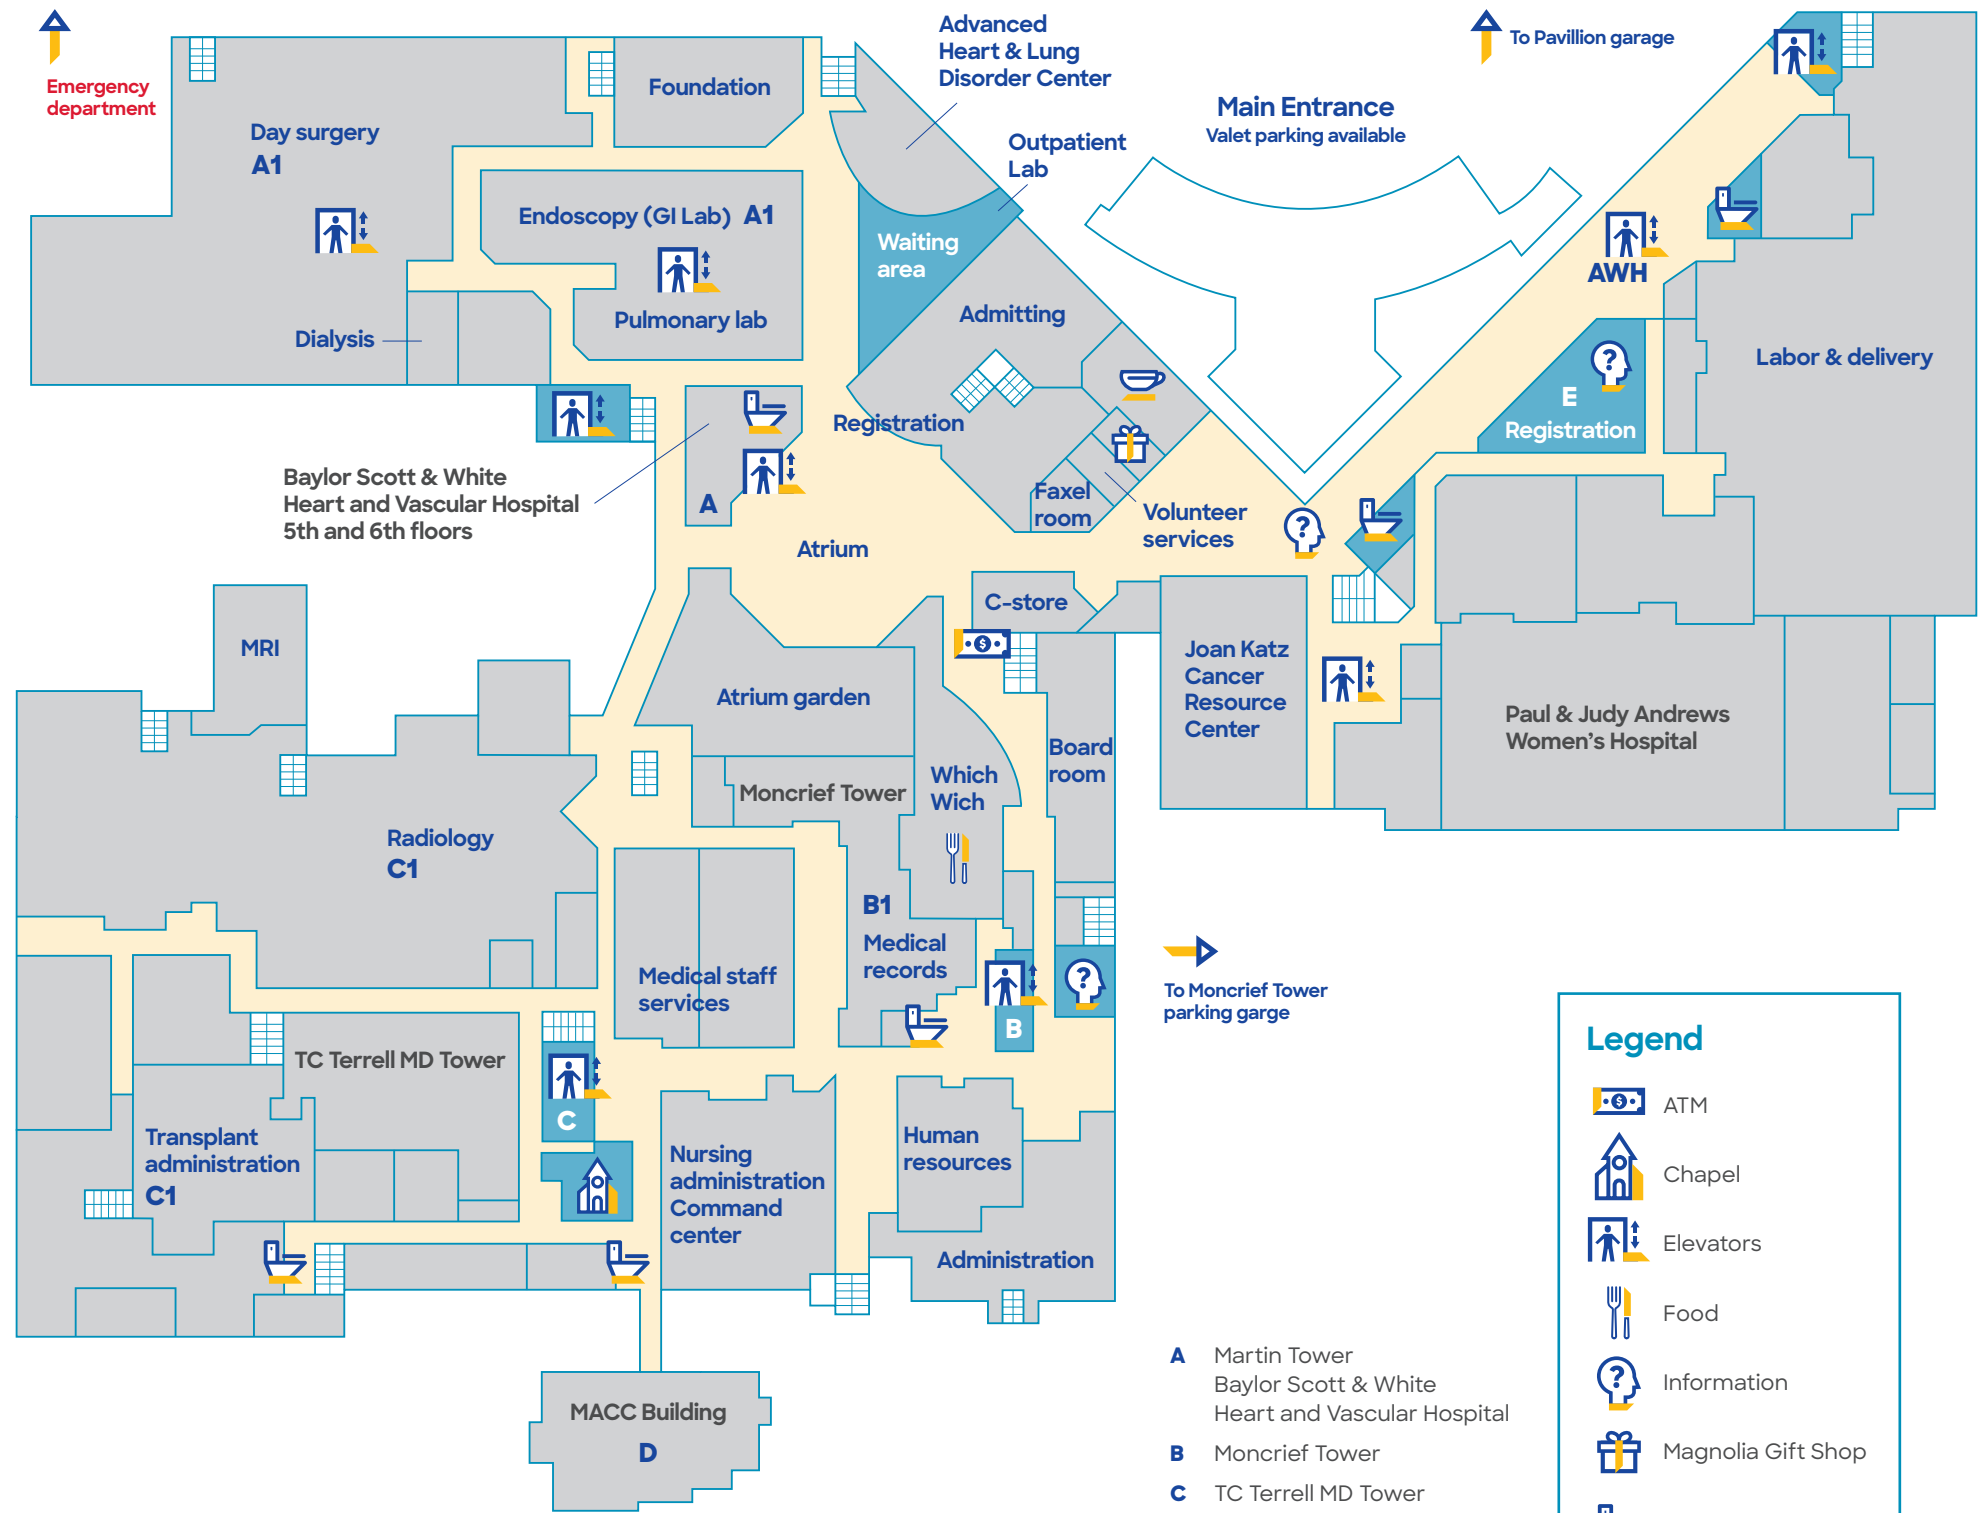 Emergency
department
Day surgery
A1
Foundation
Advanced
Heart & Lung
Disorder Center
Outpatient
Lab
Main Entrance
Valet parking available
To Pavillion garage
Endoscopy (GI Lab) A1
Pulmonary lab
Dialysis
Waiting
area
Admitting
AWH
Labor & delivery
E
Registration
Registration
Baylor Scott & White
Heart and Vascular Hospital
5th and 6th floors
A
Atrium
Faxel
room
Volunteer
services
C-store
MRI
Atrium garden
Joan Katz
Cancer
Resource
Center
Paul & Judy Andrews
Women's Hospital
Board
room
Which
Wich
Moncrief Tower
Radiology
C1
B1
Medical
records
Medical staff
services
B
To Moncrief Tower
parking garge
TC Terrell MD Tower
C
Transplant
administration
C1
Nursing
administration
Command
center
Human
resources
Administration
MACC Building
D
A Martin Tower
Baylor Scott & White
Heart and Vascular Hospital
B Moncrief Tower
C TC Terrell MD Tower
Legend
ATM
Chapel
Elevators
Food
Information
Magnolia Gift Shop